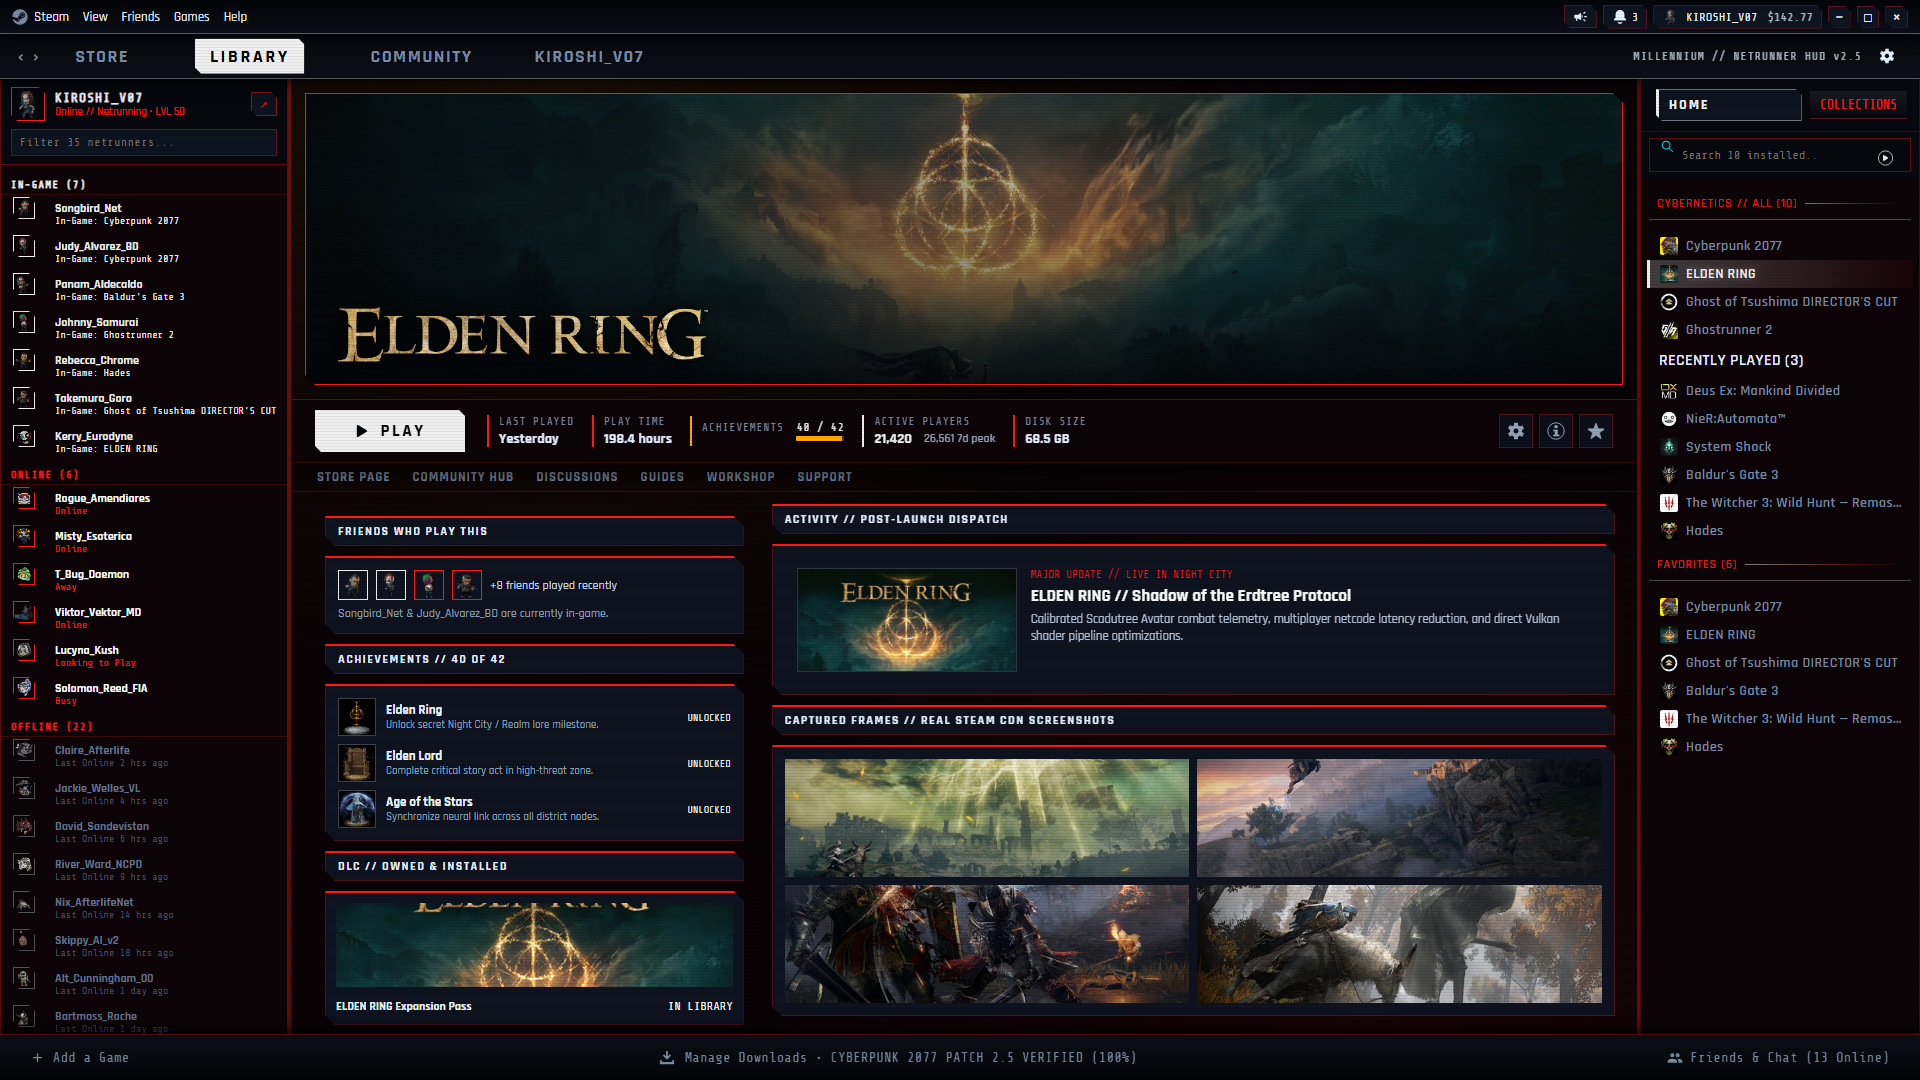 Steam View Friends Games Help
3
KIROSHI_V07 $142.77
STORE
LIBRARY
COMMUNITY
KIROSHI_V07
MILLENNIUM // NETRUNNER HUD v2.5
KIROSHI_V07
Online // Netrunning · LVL 50
Filter 35 netrunners...
IN-GAME (7)
Songbird_Net
In-Game: Cyberpunk 2077
Judy_Alvarez_BD
In-Game: Cyberpunk 2077
Panam_Aldecaldo
In-Game: Baldur's Gate 3
Johnny_Samurai
In-Game: Ghostrunner 2
Rebecca_Chrome
In-Game: Hades
Takemura_Goro
In-Game: Ghost of Tsushima DIRECTOR'S CUT
Kerry_Eurodyne
In-Game: ELDEN RING
ONLINE (6)
Rogue_Amendiares
Online
Misty_Esoterica
Online
T_Bug_Daemon
Away
Viktor_Vektor_MD
Online
Lucyna_Kush
Looking to Play
Solomon_Reed_FIA
Busy
OFFLINE (22)
Claire_Afterlife
Last Online 2 hrs ago
Jackie_Welles_VL
Last Online 4 hrs ago
David_Sandevistan
Last Online 6 hrs ago
River_Ward_NCPD
Last Online 9 hrs ago
Nix_AfterlifeNet
Last Online 14 hrs ago
Skippy_AI_v2
Last Online 18 hrs ago
Alt_Cunningham_00
Last Online 1 day ago
Bartmoss_Rache
Last Online 1 day ago
ELDEN RING
PLAY
LAST PLAYED
Yesterday
PLAY TIME
198.4 hours
ACHIEVEMENTS 40 / 42
ACTIVE PLAYERS
21,420 26,561 7d peak
DISK SIZE
68.5 GB
STORE PAGE COMMUNITY HUB DISCUSSIONS GUIDES WORKSHOP SUPPORT
FRIENDS WHO PLAY THIS
+8 friends played recently
Songbird_Net & Judy_Alvarez_BD are currently in-game.
ACHIEVEMENTS // 40 OF 42
Elden Ring
Unlock secret Night City / Realm lore milestone.
UNLOCKED
Elden Lord
Complete critical story act in high-threat zone.
UNLOCKED
Age of the Stars
Synchronize neural link across all district nodes.
UNLOCKED
DLC // OWNED & INSTALLED
ELDEN RING
ELDEN RING Expansion Pass
IN LIBRARY
ACTIVITY // POST-LAUNCH DISPATCH
ELDEN RING
MAJOR UPDATE // LIVE IN NIGHT CITY
ELDEN RING // Shadow of the Erdtree Protocol
Calibrated Scadutree Avatar combat telemetry, multiplayer netcode latency reduction, and direct Vulkan
shader pipeline optimizations.
CAPTURED FRAMES // REAL STEAM CDN SCREENSHOTS
HOME
COLLECTIONS
Search 10 installed..
CYBERNETICS // ALL (10)
Cyberpunk 2077
ELDEN RING
Ghost of Tsushima DIRECTOR'S CUT
Ghostrunner 2
RECENTLY PLAYED (3)
Deus Ex: Mankind Divided
NieR:Automata™
System Shock
Baldur's Gate 3
The Witcher 3: Wild Hunt – Remas...
Hades
FAVORITES (6)
Cyberpunk 2077
ELDEN RING
Ghost of Tsushima DIRECTOR'S CUT
Baldur's Gate 3
The Witcher 3: Wild Hunt – Remas...
Hades
Add a Game
Manage Downloads · CYBERPUNK 2077 PATCH 2.5 VERIFIED (100%)
Friends & Chat (13 Online)